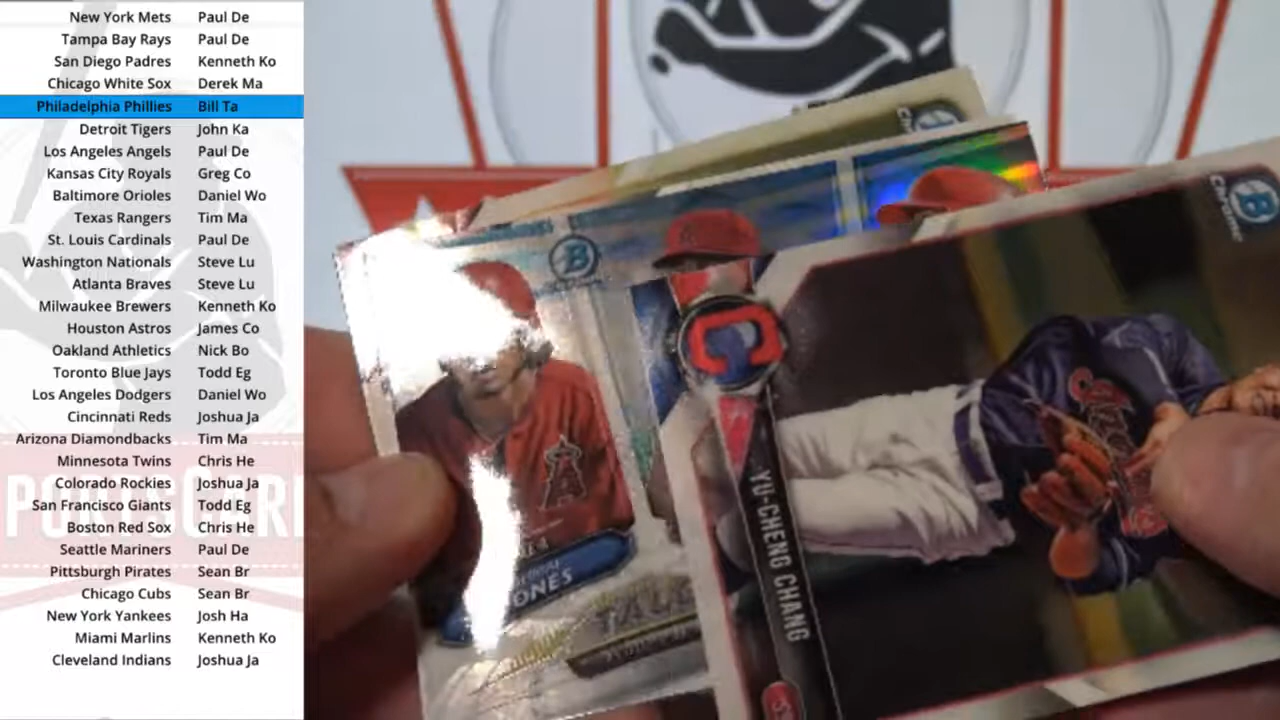 New York Mets Paul De
Tampa Bay Rays Paul De
San Diego Padres Kenneth Ko
Chicago White Sox Derek Ma
Philadelphia Phillies Bill Ta
Detroit Tigers John Ka
Los Angeles Angels Paul De
Kansas City Royals Greg Co
Baltimore Orioles Daniel Wo
Texas Rangers Tim Ma
St. Louis Cardinals Paul De
Washington Nationals Steve Lu
Atlanta Braves Steve Lu
Milwaukee Brewers Kenneth Ko
Houston Astros James Co
Oakland Athletics Nick Bo
Toronto Blue Jays Todd Eg
Los Angeles Dodgers Daniel Wo
Cincinnati Reds Joshua Ja
Arizona Diamondbacks Tim Ma
Minnesota Twins Chris He
Colorado Rockies Joshua Ja
San Francisco Giants Todd Eg
Boston Red Sox Chris He
Seattle Mariners Paul De
Pittsburgh Pirates Sean Br
Chicago Cubs Sean Br
New York Yankees Josh Ha
Miami Marlins Kenneth Ko
Cleveland Indians Joshua Ja
B
Chrome
B
A
JONES
C
YU-CHENG CHANG